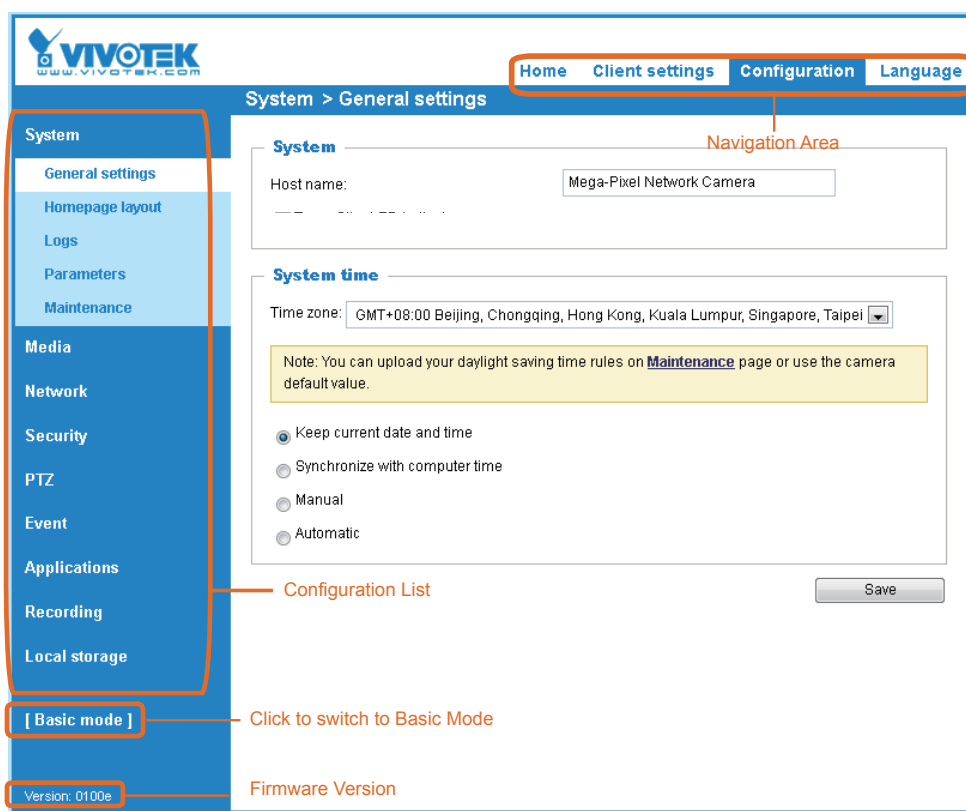 VIVOTEK
www.vivotek.com
Home Client settings Configuration Language
System > General settings
Navigation Area
System
General settings
Homepage layout
Logs
Parameters
Maintenance
Media
Network
Security
PTZ
Event
Applications
Recording
Local storage
[ Basic mode ]
Version: 0100e
System
Host name: Mega-Pixel Network Camera
System time
Time zone: GMT+08:00 Beijing, Chongqing, Hong Kong, Kuala Lumpur, Singapore, Taipei
Note: You can upload your daylight saving time rules on Maintenance page or use the camera
default value.
Keep current date and time
Synchronize with computer time
Manual
Automatic
Save
Configuration List
Click to switch to Basic Mode
Firmware Version